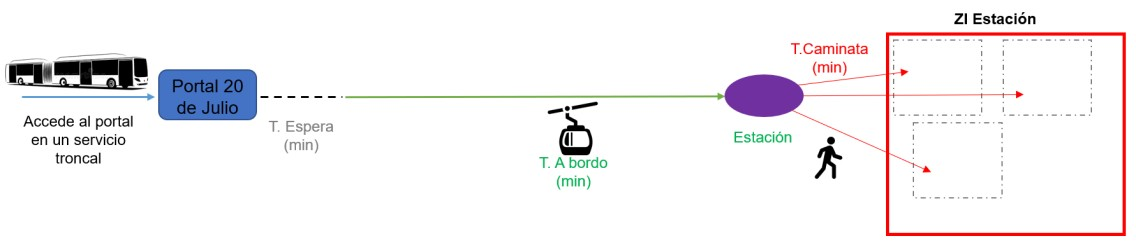 ZI Estación
T.Caminata
(min)
Portal 20
de Julio
Accede al portal
en un servicio
troncal
T. Espera
(min)
Estación
T. A bordo
(min)